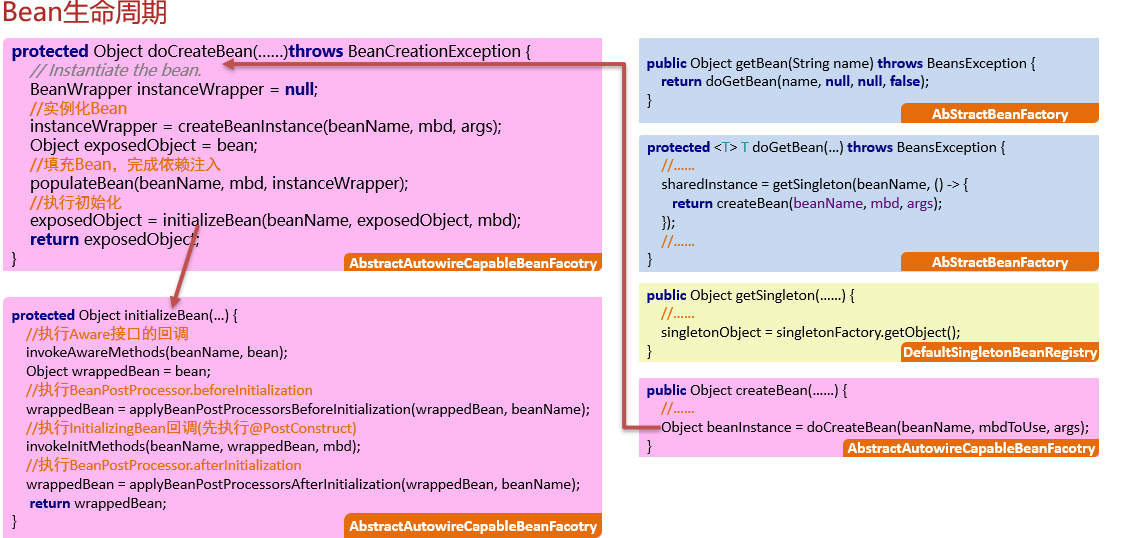 Bean生命周期
protected Object doCreateBean(......)throws BeanCreationException {
// Instantiate the bean.
BeanWrapper instanceWrapper = null;
//实例化Bean
instanceWrapper = createBeanInstance(beanName, mbd, args);
Object exposedObject = bean;
//填充Bean，完成依赖注入
populateBean(beanName, mbd, instanceWrapper);
//执行初始化
exposedObject = initializeBean(beanName, exposedObject, mbd);
return exposedObject;
}
AbstractAutowireCapableBeanFacotry
protected Object initializeBean(...) {
//执行Aware接口的回调
invokeAwareMethods(beanName, bean);
Object wrappedBean = bean;
//执行BeanPostProcessor.beforeInitialization
wrappedBean = applyBeanPostProcessorsBeforeInitialization(wrappedBean, beanName);
//执行InitializingBean回调(先执行@PostConstruct)
invokeInitMethods(beanName, wrappedBean, mbd);
//执行BeanPostProcessor.afterInitialization
wrappedBean = applyBeanPostProcessorsAfterInitialization(wrappedBean, beanName);
return wrappedBean;
}
AbstractAutowireCapableBeanFacotry
public Object getBean(String name) throws BeansException {
return doGetBean(name, null, null, false);
}
AbStractBeanFactory
protected <T> T doGetBean(...) throws BeansException {
//......
sharedInstance = getSingleton(beanName, () -> {
return createBean(beanName, mbd, args);
});
//......
}
AbStractBeanFactory
public Object getSingleton(......) {
//......
singletonObject = singletonFactory.getObject();
}
DefaultSingletonBeanRegistry
public Object createBean(......) {
//......
Object beanInstance = doCreateBean(beanName, mbdToUse, args);
}
AbstractAutowireCapableBeanFacotry